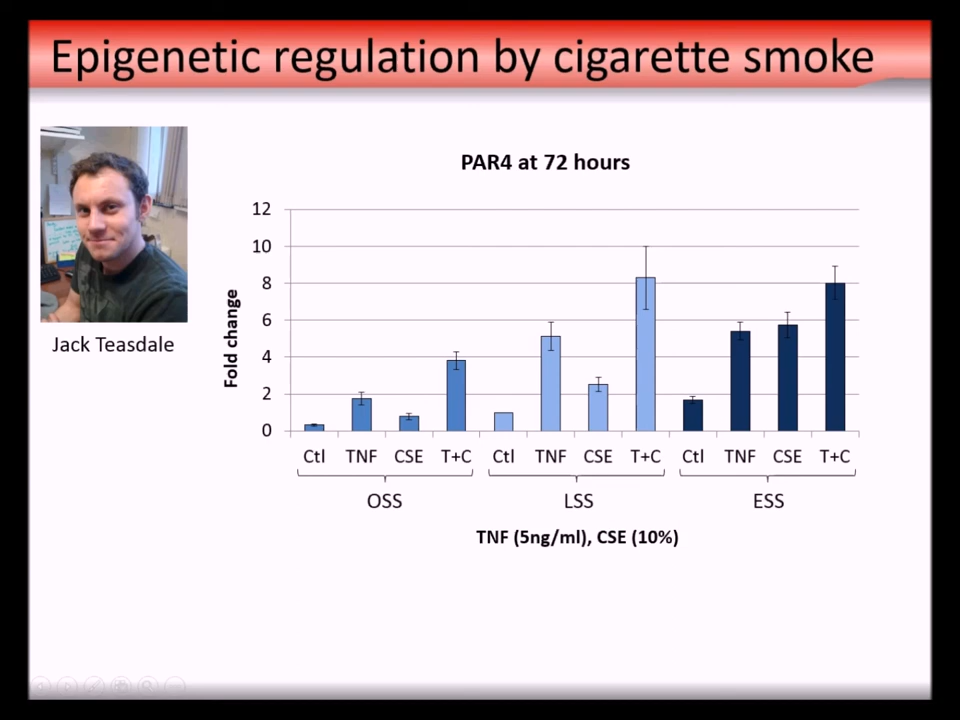 Epigenetic regulation by cigarette smoke
Jack Teasdale
PAR4 at 72 hours
Fold change
12
10
8
6
4
2
0
Ctl TNF CSE T+C Ctl TNF CSE T+C Ctl TNF CSE T+C
OSS LSS ESS
TNF (5ng/ml), CSE (10%)